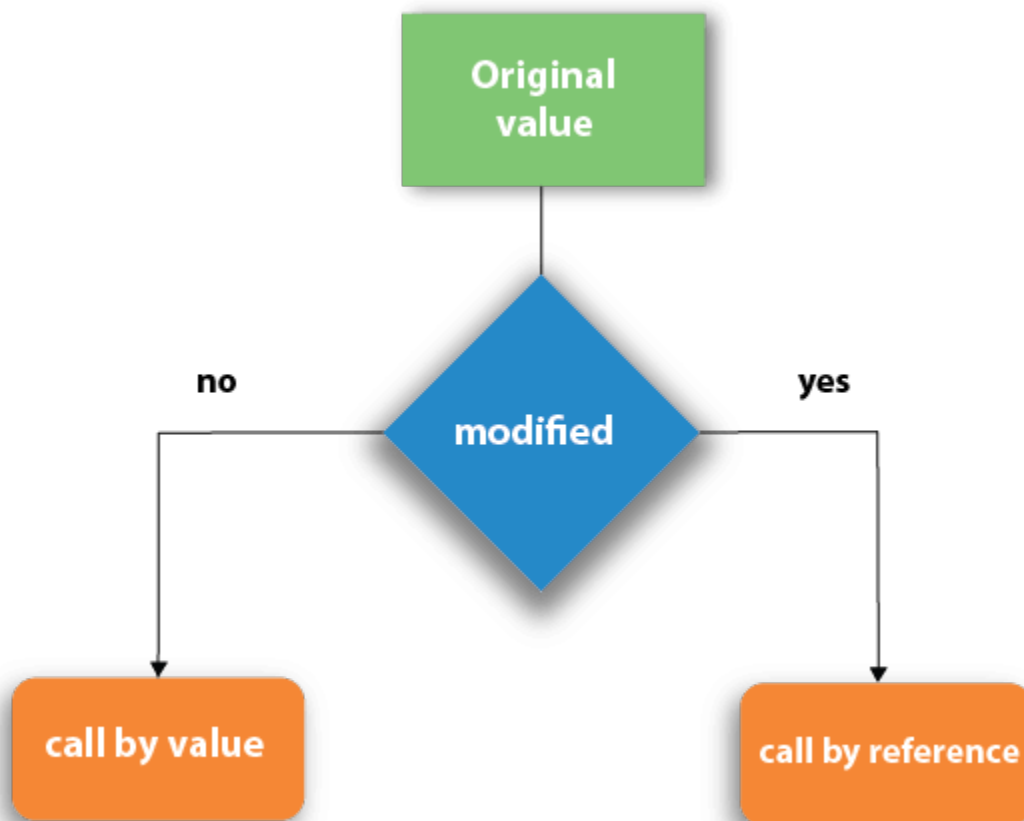 Original
value
no
yes
modified
call by value
call by reference